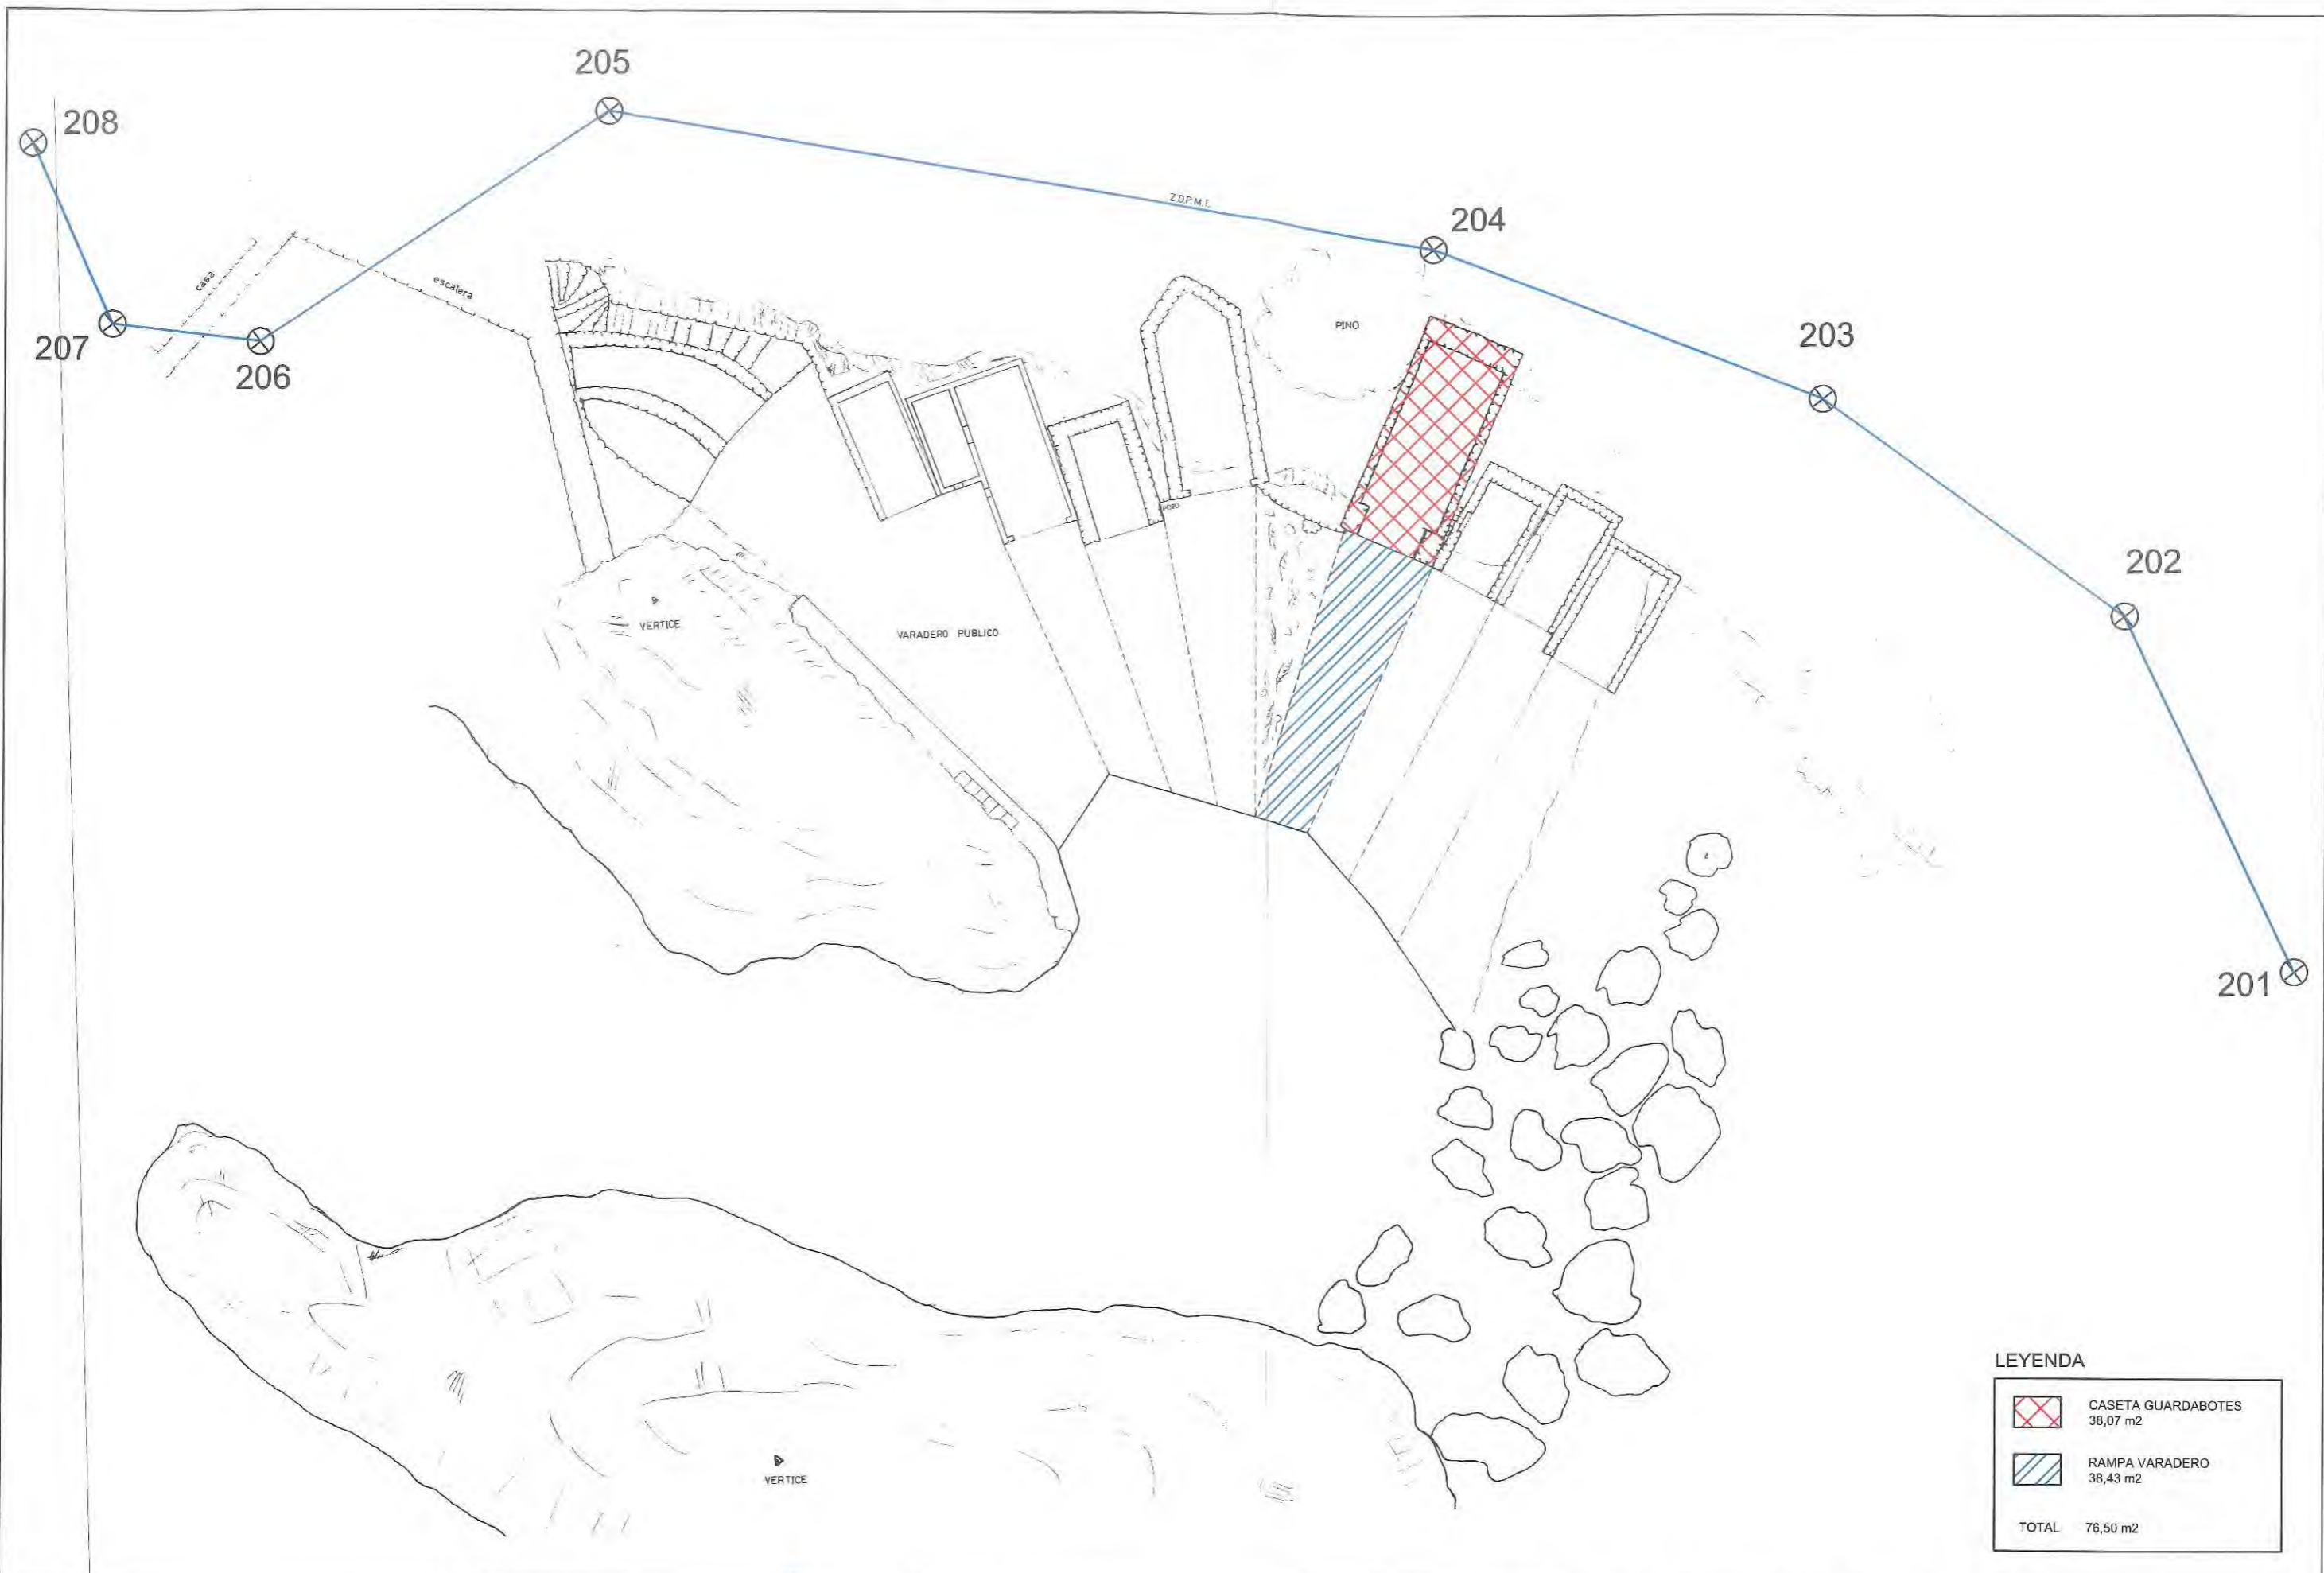 205
208
Z.D.P.M.T.
204
casa
escalera
207
206
PINO
203
POZO
202
VERTICE
VARADERO PUBLICO
201
VERTICE
LEYENDA
CASETA GUARDABOTES
38,07 m2
RAMPA VARADERO
38,43 m2
TOTAL 76,50 m2